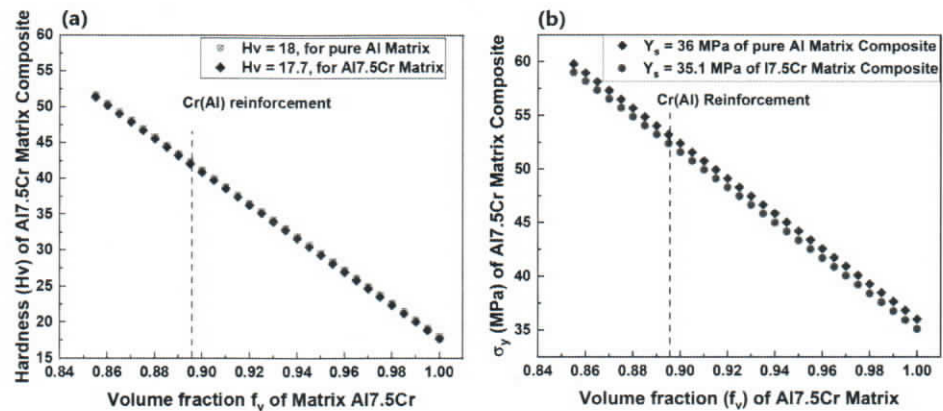 (a)
Hv = 18, for pure Al Matrix
Hv = 17.7, for Al7.5Cr Matrix
Cr(Al) reinforcement
Hardness (Hv) of Al7.5Cr Matrix Composite
60
55
50
45
40
35
30
25
20
15
0.84 0.86 0.88 0.90 0.92 0.94 0.96 0.98 1.00
Volume fraction fv of Matrix Al7.5Cr
(b)
Ys = 36 MPa of pure Al Matrix Composite
Ys = 35.1 MPa of l7.5Cr Matrix Composite
Cr(Al) Reinforcement
σy (MPa) of Al7.5Cr Matrix Composite
60
55
50
45
40
35
0.84 0.86 0.88 0.90 0.92 0.94 0.96 0.98 1.00
Volume fraction (fv) of Al7.5Cr Matrix